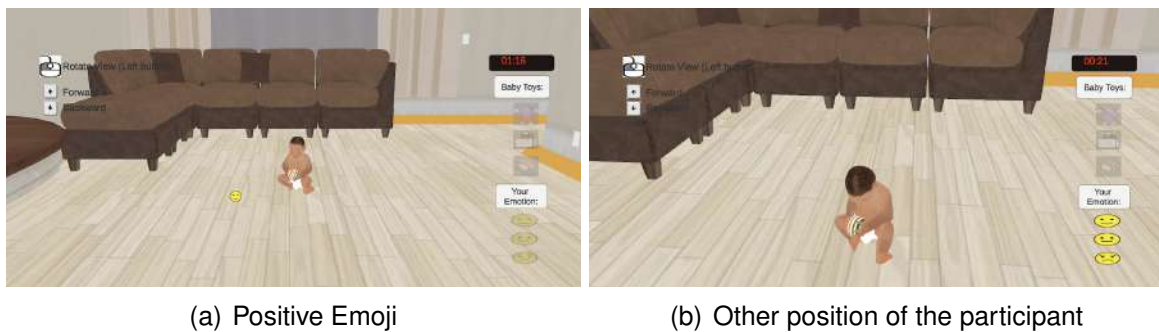 01:16
Rotate View (Left button)
Baby Toys:
Forward
Backward
Your
Emotion:
00:21
Rotate View (Left
Baby Toys:
Forward
Your
Emotion:
(a) Positive Emoji
(b) Other position of the participant